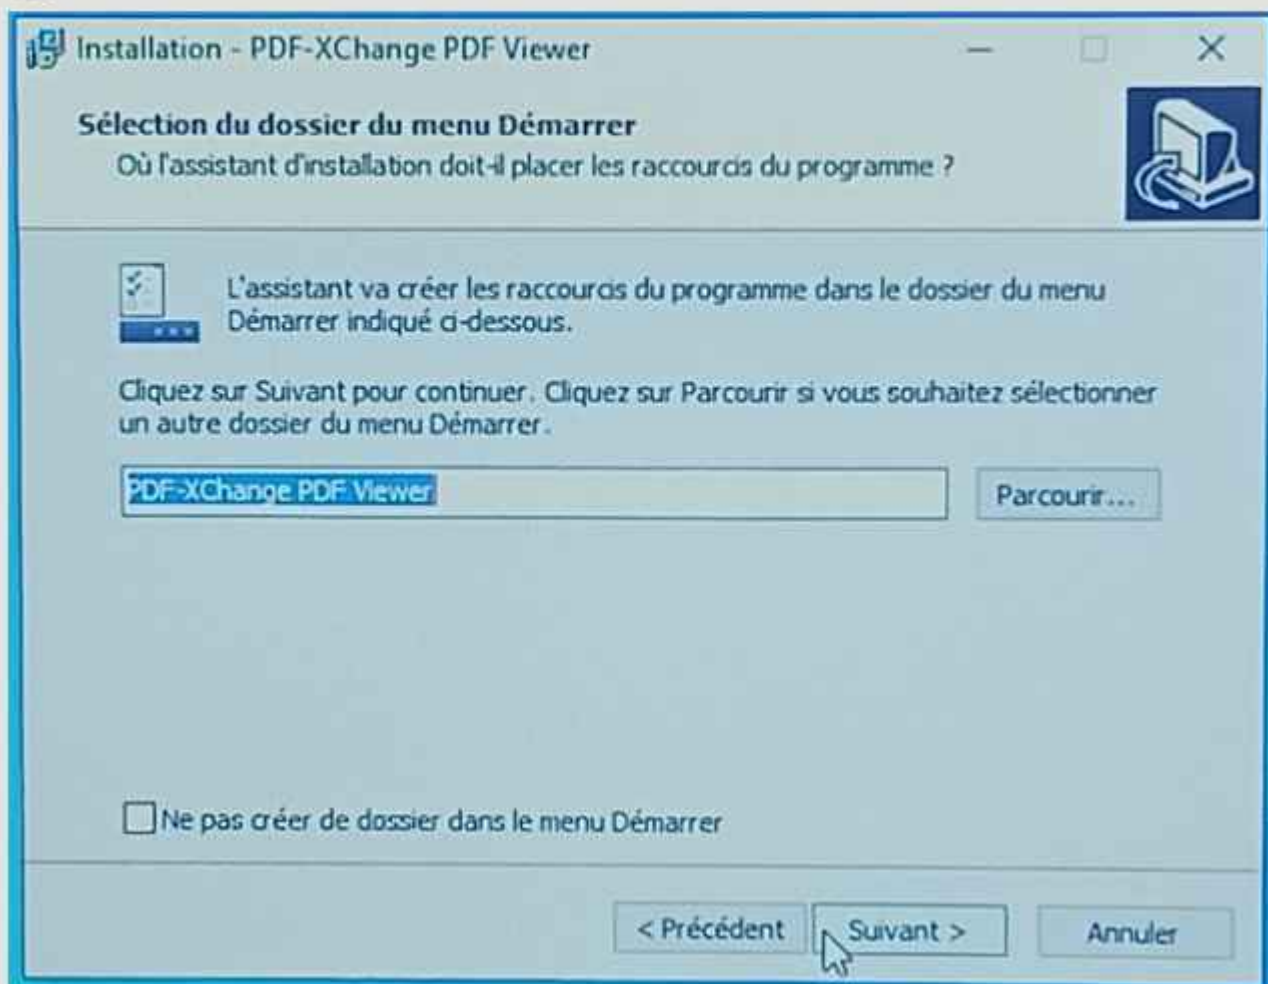 Installation - PDF-XChange PDF Viewer
Sélection du dossier du menu Démarrer
Où l'assistant d'installation doit-il placer les raccourcis du programme ?
L'assistant va créer les raccourcis du programme dans le dossier du menu
Démarrer indiqué ci-dessous.
Cliquez sur Suivant pour continuer. Cliquez sur Parcourir si vous souhaitez sélectionner
un autre dossier du menu Démarrer.
PDF-XChange PDF Viewer
Parcourir...
Ne pas créer de dossier dans le menu Démarrer
< Précédent
Suivant >
Annuler